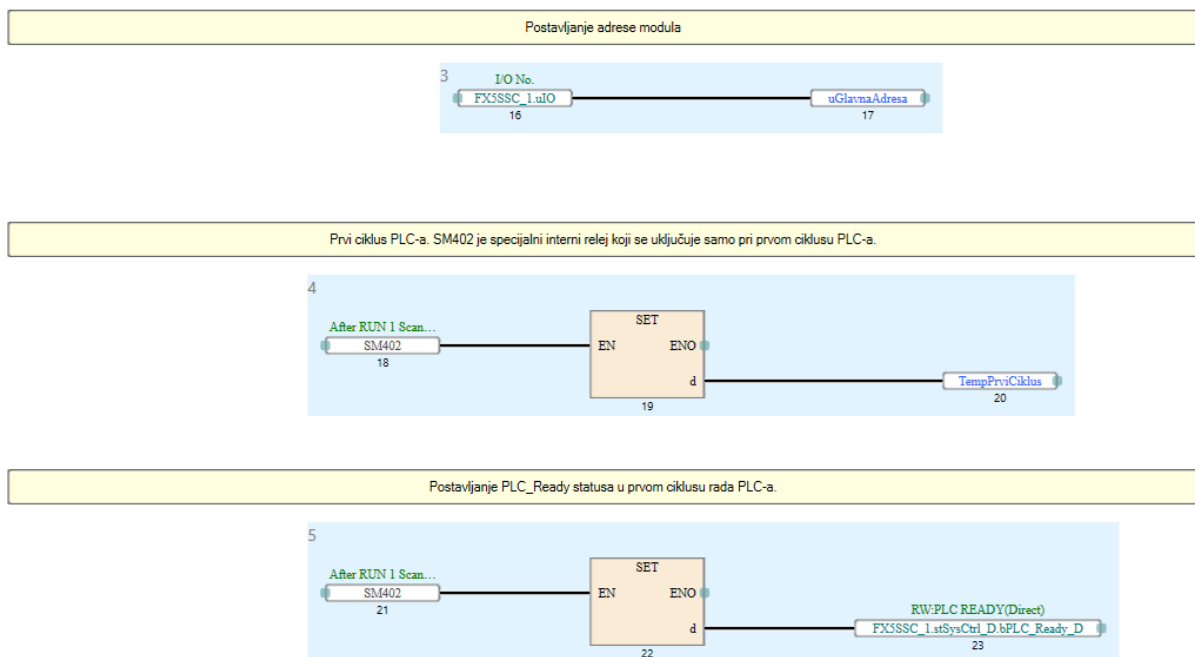 Postavljanje adrese modula
3
I/O No.
FX5SSC_1.uIO
uGlavnaAdresa
16
17
Prvi ciklus PLC-a. SM402 je specijalni interni relej koji se uključuje samo pri prvom ciklusu PLC-a.
4
SET
After RUN 1 Scan...
SM402
EN
ENO
18
d
TempPrviCiklus
19
20
Postavljanje PLC_Ready statusa u prvom ciklusu rada PLC-a.
5
SET
After RUN 1 Scan...
SM402
EN
ENO
21
RW:PLC READY(Direct)
d
FX5SSC_1.stSysCtrl_D.bPLC_Ready_D
22
23